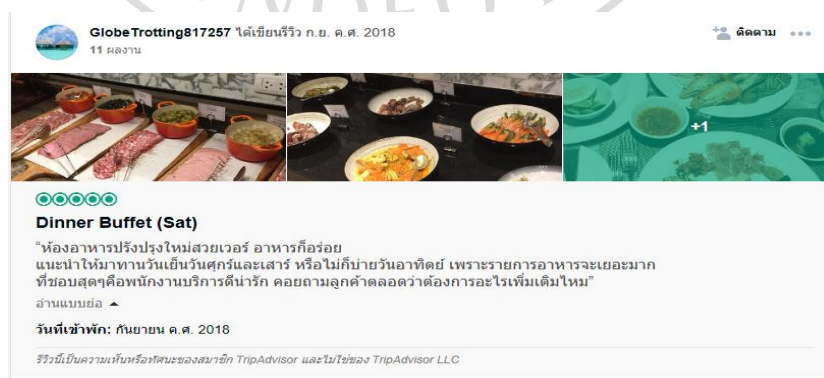 GlobeTrotting817257 ได้เขียนรีวิว ก.ย. ค.ศ. 2018
11 ผลงาน
ติดตาม
+1
Dinner Buffet (Sat)
“ห้องอาหารปรังปรุงใหม่สวยเวอร์ อาหารก็อร่อย
แนะนำให้มาทานวันเย็นวันศุกร์และเสาร์ หรือไม่ก็บ่ายวันอาทิตย์ เพราะรายการอาหารจะเยอะมาก
ที่ชอบสุดๆคือพนักงานบริการดีน่ารัก คอยถามลูกค้าตลอดว่าต้องการอะไรเพิ่มเติมไหม”
อ่านแบบย่อ
วันที่เข้าพัก: กันยายน ค.ศ. 2018
รีวิวนี้เป็นความเห็นหรือทัศนะของสมาชิก TripAdvisor และไม่ใช่ของ TripAdvisor LLC